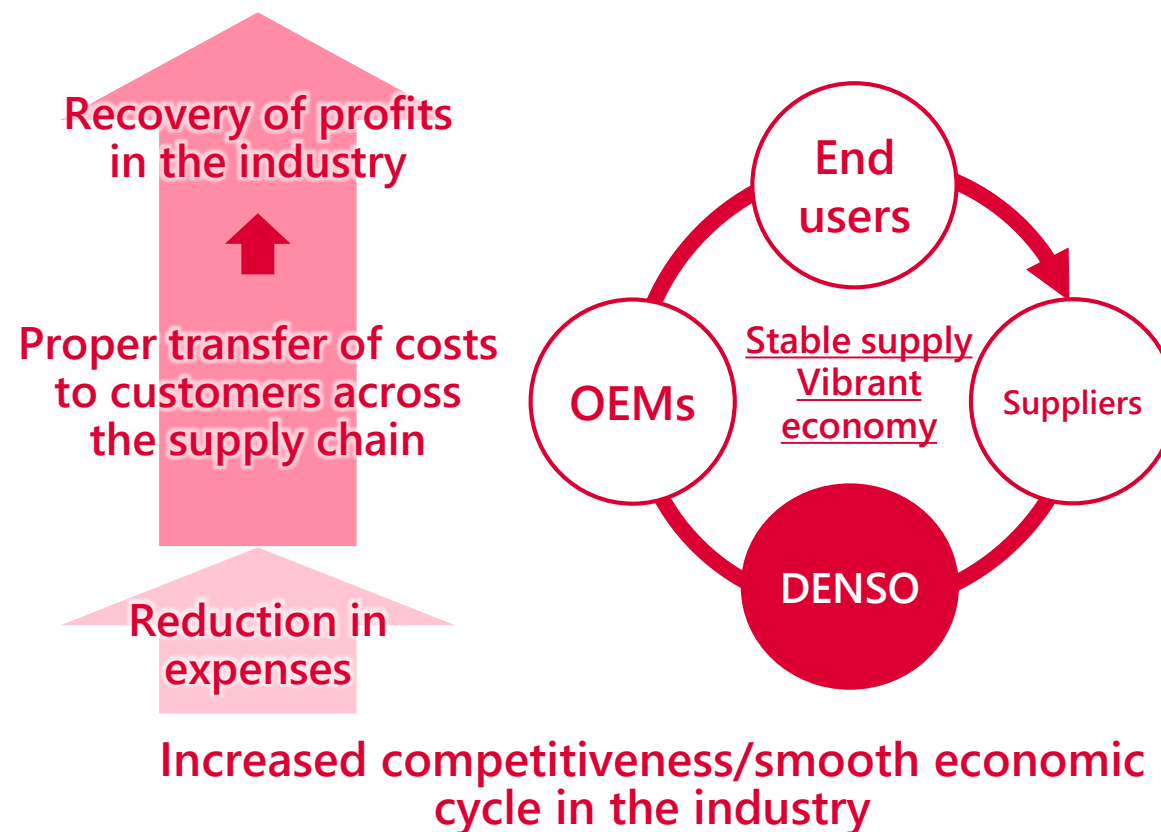 Recovery of profits
in the industry
Proper transfer of costs
to customers across
the supply chain
Reduction in
expenses
End
users
OEMs
Stable supply
Vibrant
economy
Suppliers
DENSO
Increased competitiveness/smooth economic
cycle in the industry